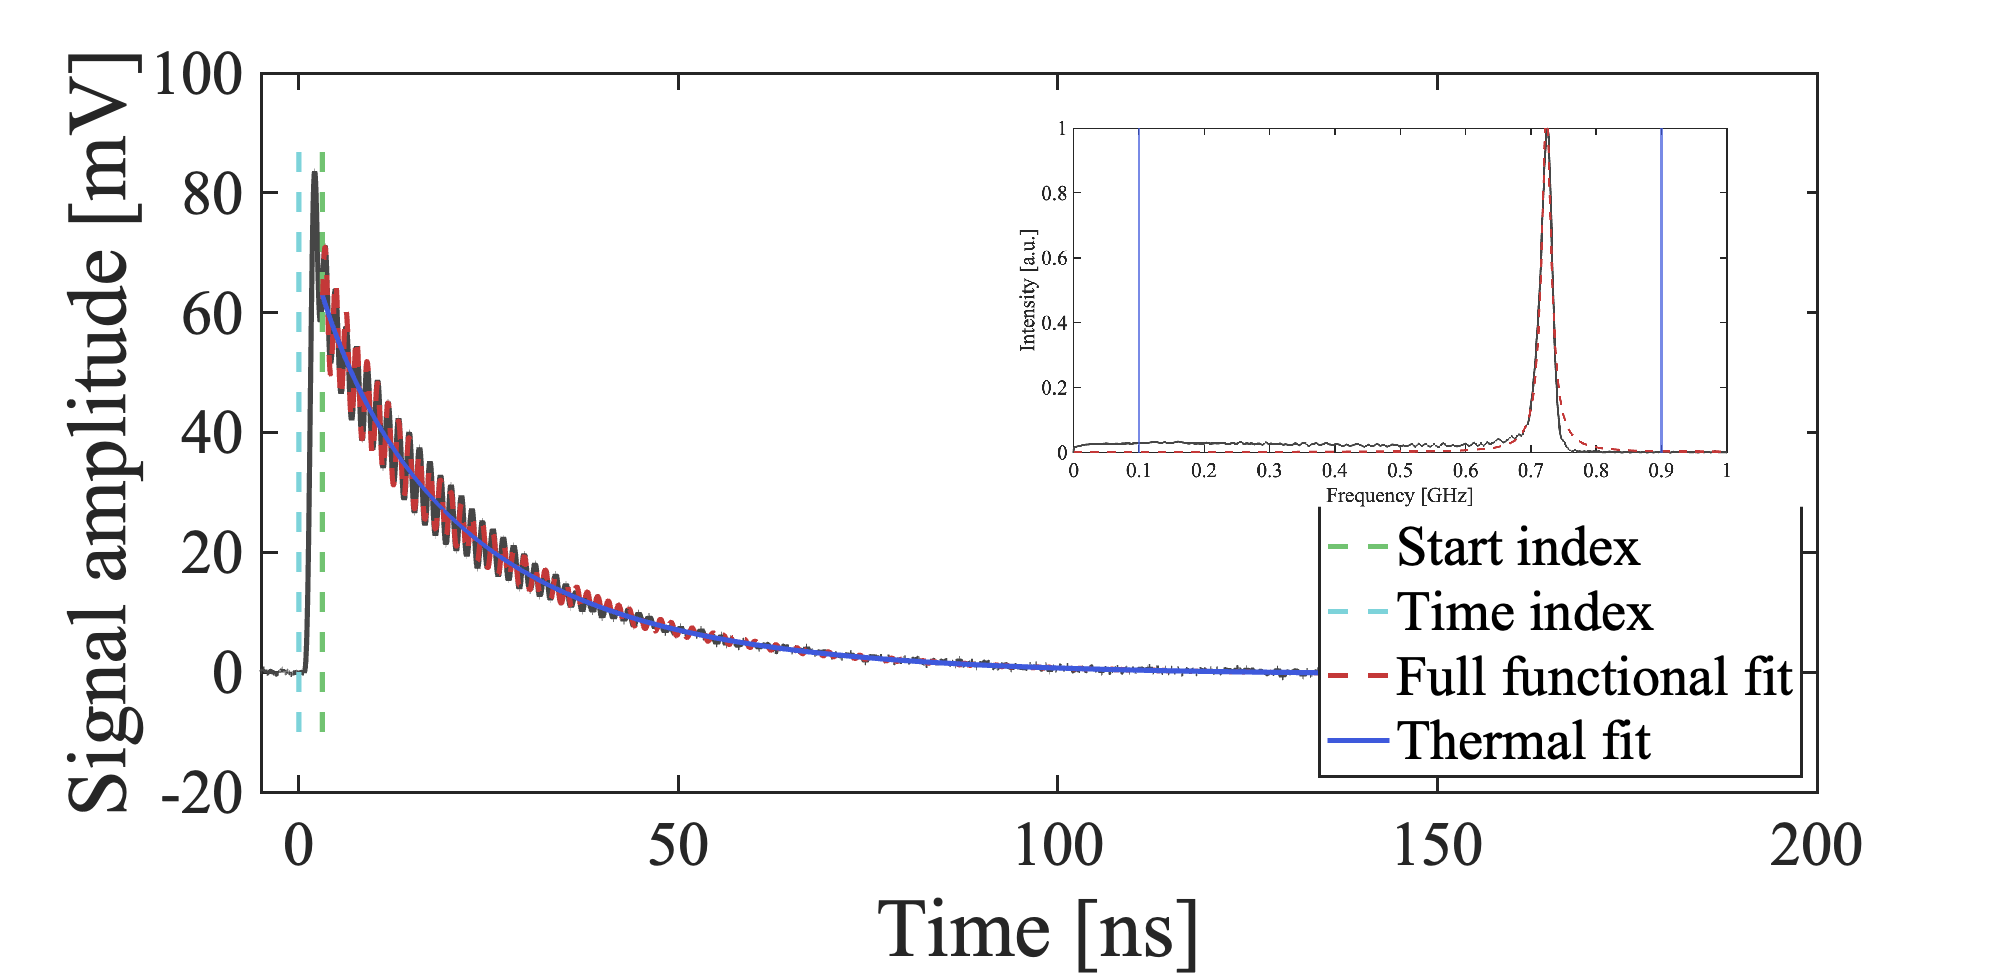 Signal amplitude [mV]
100
80
60
40
20
0
-20
0 50 100 150 200
Time [ns]
Intensity [a.u.]
1
0.8
0.6
0.4
0.2
0
0 0.1 0.2 0.3 0.4 0.5 0.6 0.7 0.8 0.9 1
Frequency [GHz]
Start index
Time index
Full functional fit
Thermal fit